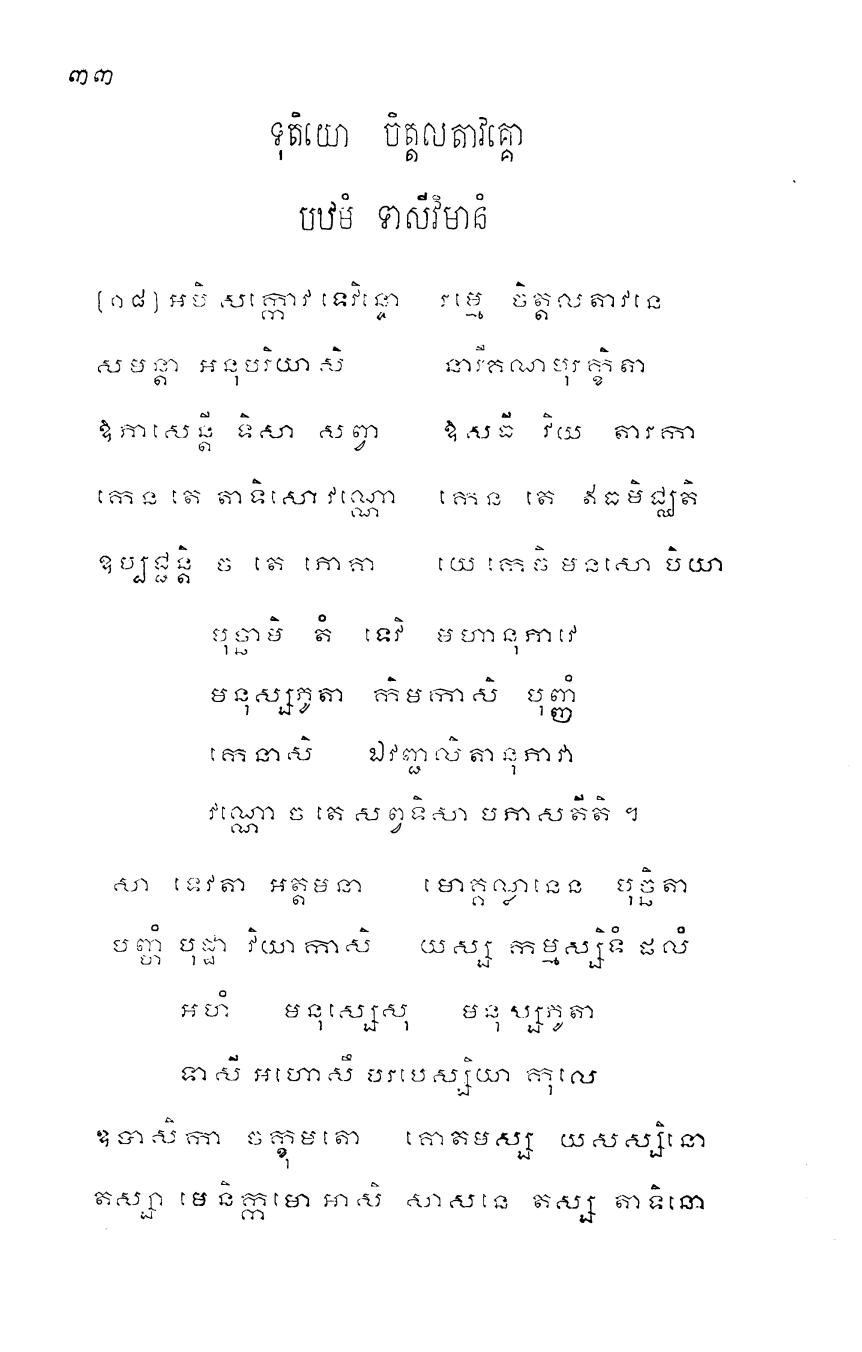 ៣៣
ទុតិយោ ចិត្តលតាវគ្គោ
បឋមំ ទាសីវិមានំ
[១៨] អបិ សក្កោវ ទេវិន្ទោ រម្មេ ចិត្តលតាវនេ
សមន្តា អនុបរិយាសិ នារីគណបុរក្ខិតា
ឱភាសេន្តី ទិសា សព្វា ឱសធី វិយ តារកា
កេន តេ តាទិសោ វណ្ណោ កេន តេ ឥធមិជ្ឈតិ
ឧប្បជ្ជន្តិ ច តេ ភោគា យេ កេចិ មនសោ បិយា
បុច្ឆាមិ តំ ទេវិ មហានុភាវេ
មនុស្សភូតា កិមកាសិ បុញ្ញំ
កេនាសិ ឯវញ្ជលិតានុភាវា
វណ្ណោ ច តេ សព្វទិសា បភាសតីតិ ។
សា ទេវតា អត្តមនា មោគ្គល្លានេន បុច្ឆិតា
បញ្ហំ បុដ្ឋា វិយាកាសិ យស្ស កម្មស្សិទំ ផលំ
អហំ មនុស្សេសុ មនុស្សភូតា
ទាសី អហោសឹ បរបេស្សិយា កុលេ
ឧបាសិកា ចក្ខុមតោ គោតមស្ស យសស្សិនោ
តស្សា មេ និក្កមោ អាសិ សាសនេ តស្ស តាទិនោ